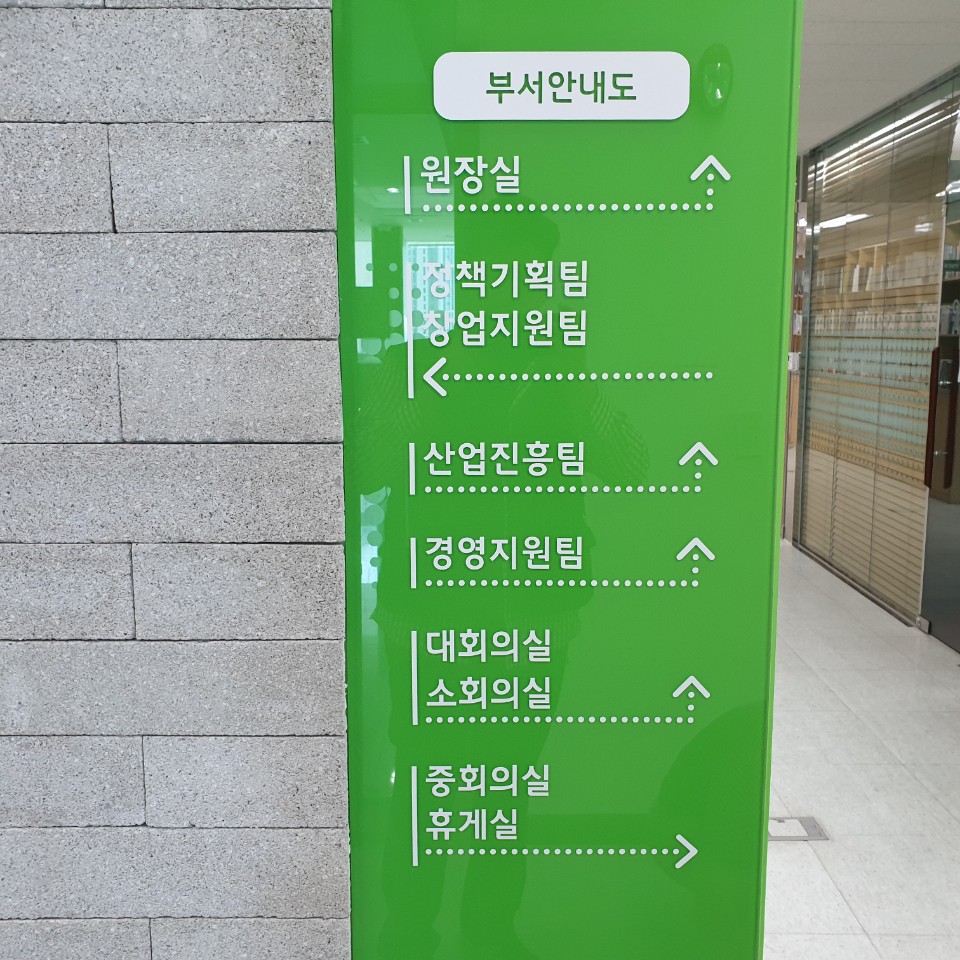 부서안내도
원장실
정책기획팀
창업지원팀
산업진흥팀
경영지원팀
대회의실
소회의실
중회의실
휴게실